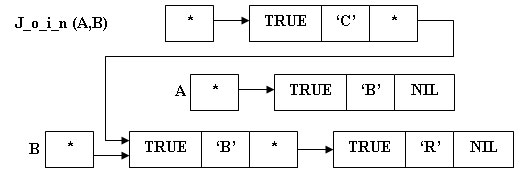 J_o_i_n (A,B) * TRUE ‘C’ *
A * TRUE ‘B’ NIL
B * TRUE ‘B’ * TRUE ‘R’ NIL